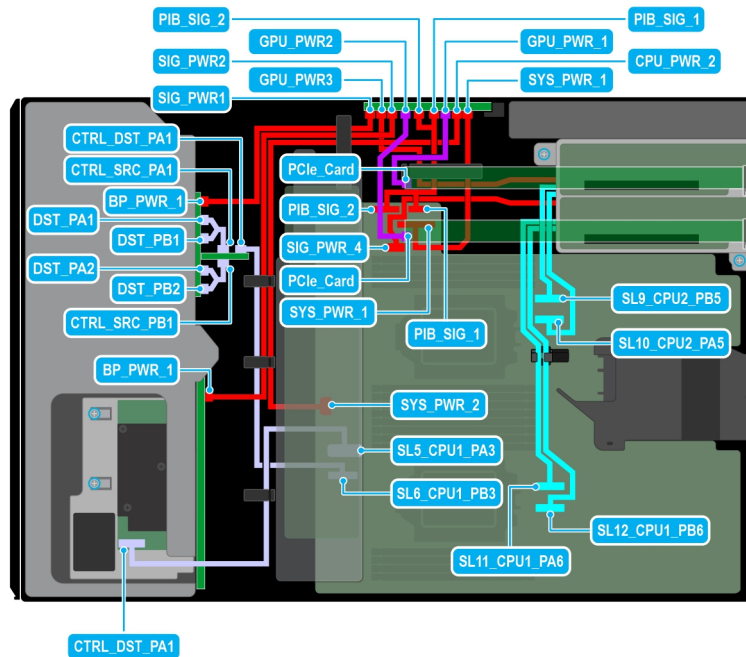 PIB_SIG_2
PIB_SIG_1
GPU_PWR2
GPU_PWR_1
SIG_PWR2
CPU_PWR_2
GPU_PWR3
SYS_PWR_1
SIG_PWR1
CTRL_DST_PA1
CTRL_SRC_PA1
PCIe_Card
BP_PWR_1
DST_PA1
PIB_SIG_2
DST_PB1
SIG_PWR_4
DST_PA2
PCIe_Card
DST_PB2
SL9_CPU2_PB5
SYS_PWR_1
CTRL_SRC_PB1
PIB_SIG_1
SL10_CPU2_PA5
BP_PWR_1
SYS_PWR_2
SL5_CPU1_PA3
SL6_CPU1_PB3
SL12_CPU1_PB6
SL11_CPU1_PA6
CTRL_DST_PA1